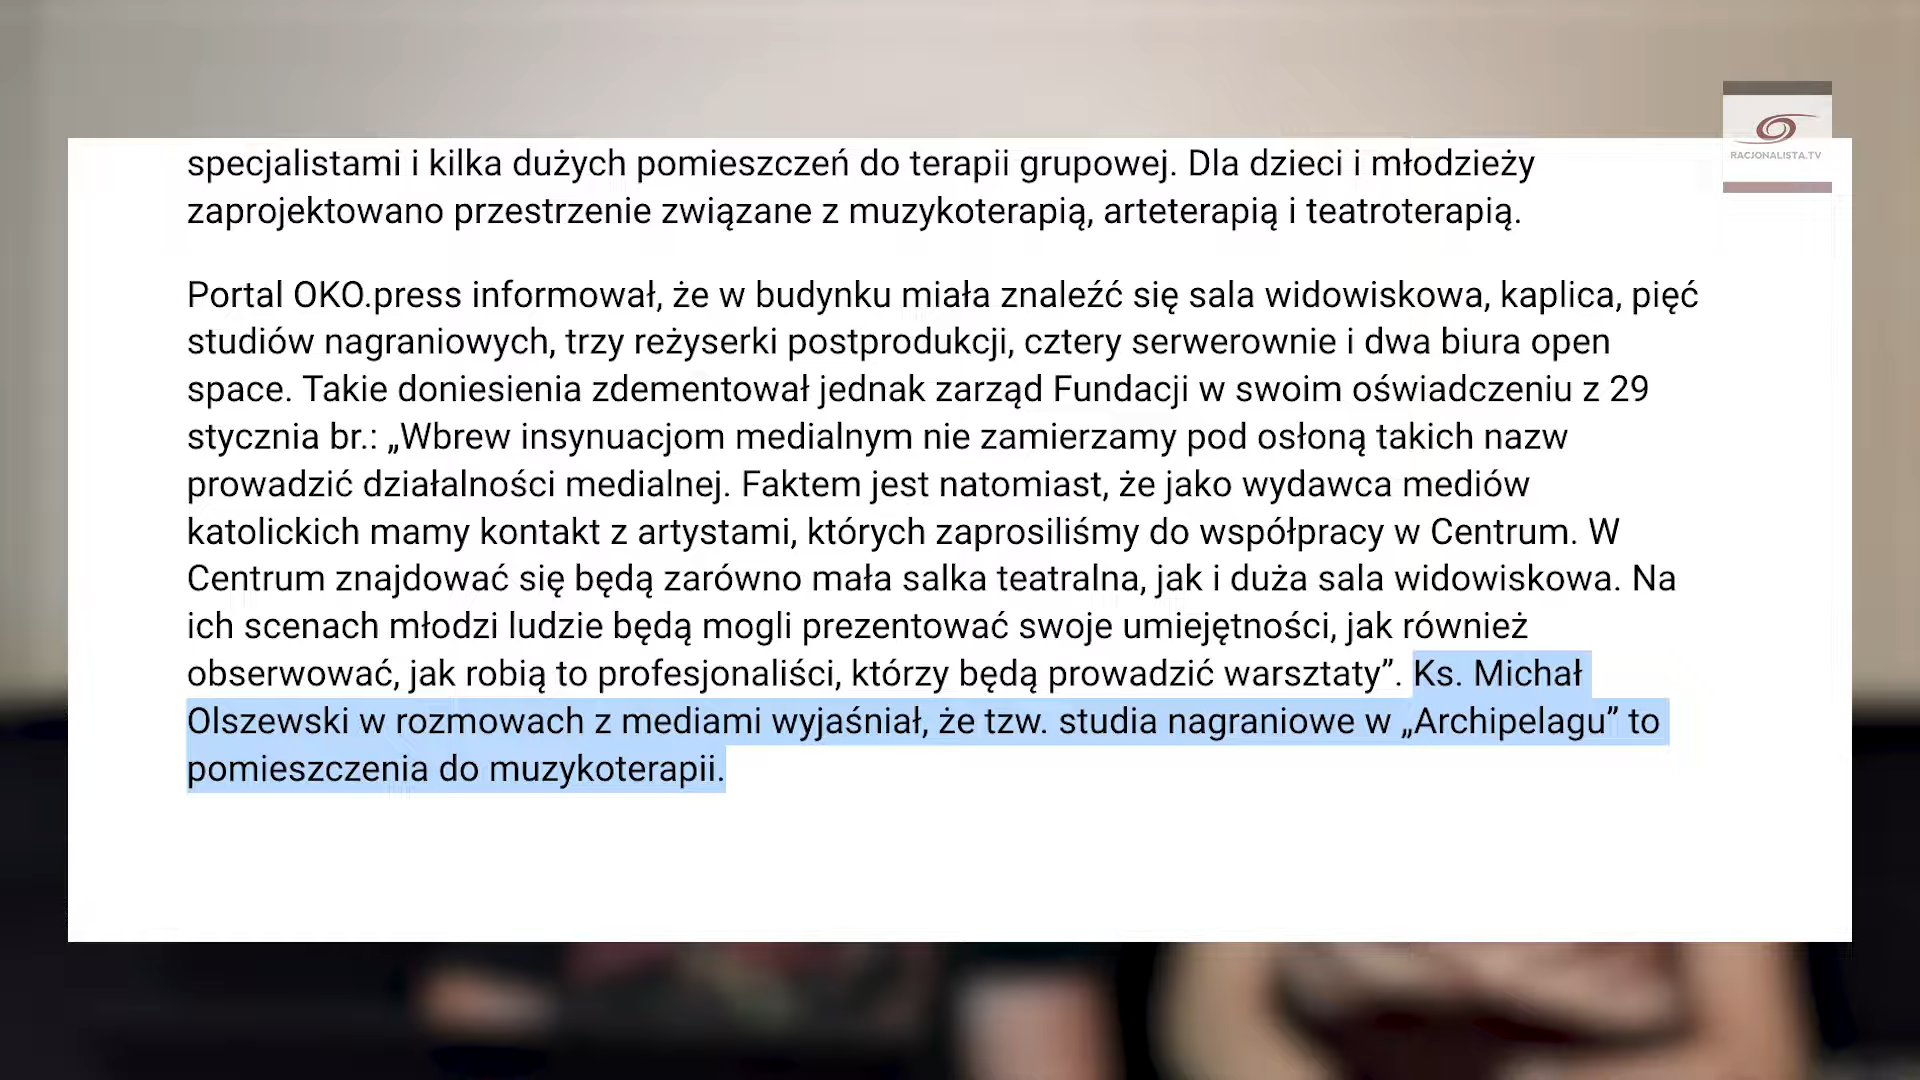 RACJONALISTA.TV
specjalistami i kilka dużych pomieszczeń do terapii grupowej. Dla dzieci i młodzieży
zaprojektowano przestrzenie związane z muzykoterapią, arteterapią i teatroterapią.
Portal OKO.press informował, że w budynku miała znaleźć się sala widowiskowa, kaplica, pięć
studiów nagraniowych, trzy reżyserki postprodukcji, cztery serwerownie i dwa biura open
space. Takie doniesienia zdementował jednak zarząd Fundacji w swoim oświadczeniu z 29
stycznia br.: „Wbrew insynuacjom medialnym nie zamierzamy pod osłoną takich nazw
prowadzić działalności medialnej. Faktem jest natomiast, że jako wydawca mediów
katolickich mamy kontakt z artystami, których zaprosiliśmy do współpracy w Centrum. W
Centrum znajdować się będą zarówno mała salka teatralna, jak i duża sala widowiskowa. Na
ich scenach młodzi ludzie będą mogli prezentować swoje umiejętności, jak również
obserwować, jak robią to profesjonaliści, którzy będą prowadzić warsztaty”. Ks. Michał
Olszewski w rozmowach z mediami wyjaśniał, że tzw. studia nagraniowe w „Archipelagu” to
pomieszczenia do muzykoterapii.